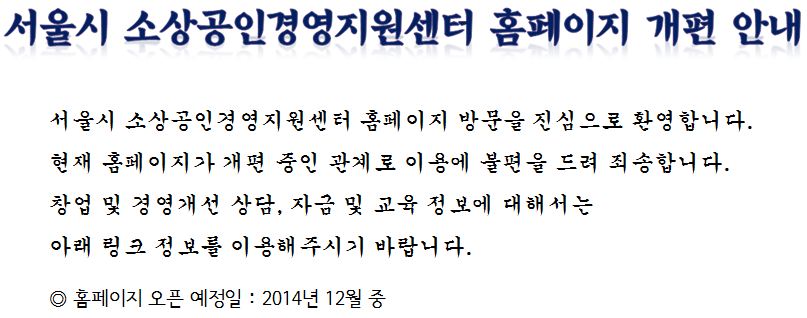 서울시 소상공인경영지원센터 홈페이지 개편 안내
서울시 소상공인경영지원센터 홈페이지 방문을 진심으로 환영합니다.
현재 홈페이지가 개편 중인 관계로 이용에 불편을 드려 죄송합니다.
창업 및 경영개선 상담, 자금 및 교육 정보에 대해서는
아래 링크 정보를 이용해주시기 바랍니다.
◎ 홈페이지 오픈 예정일 : 2014년 12월 중